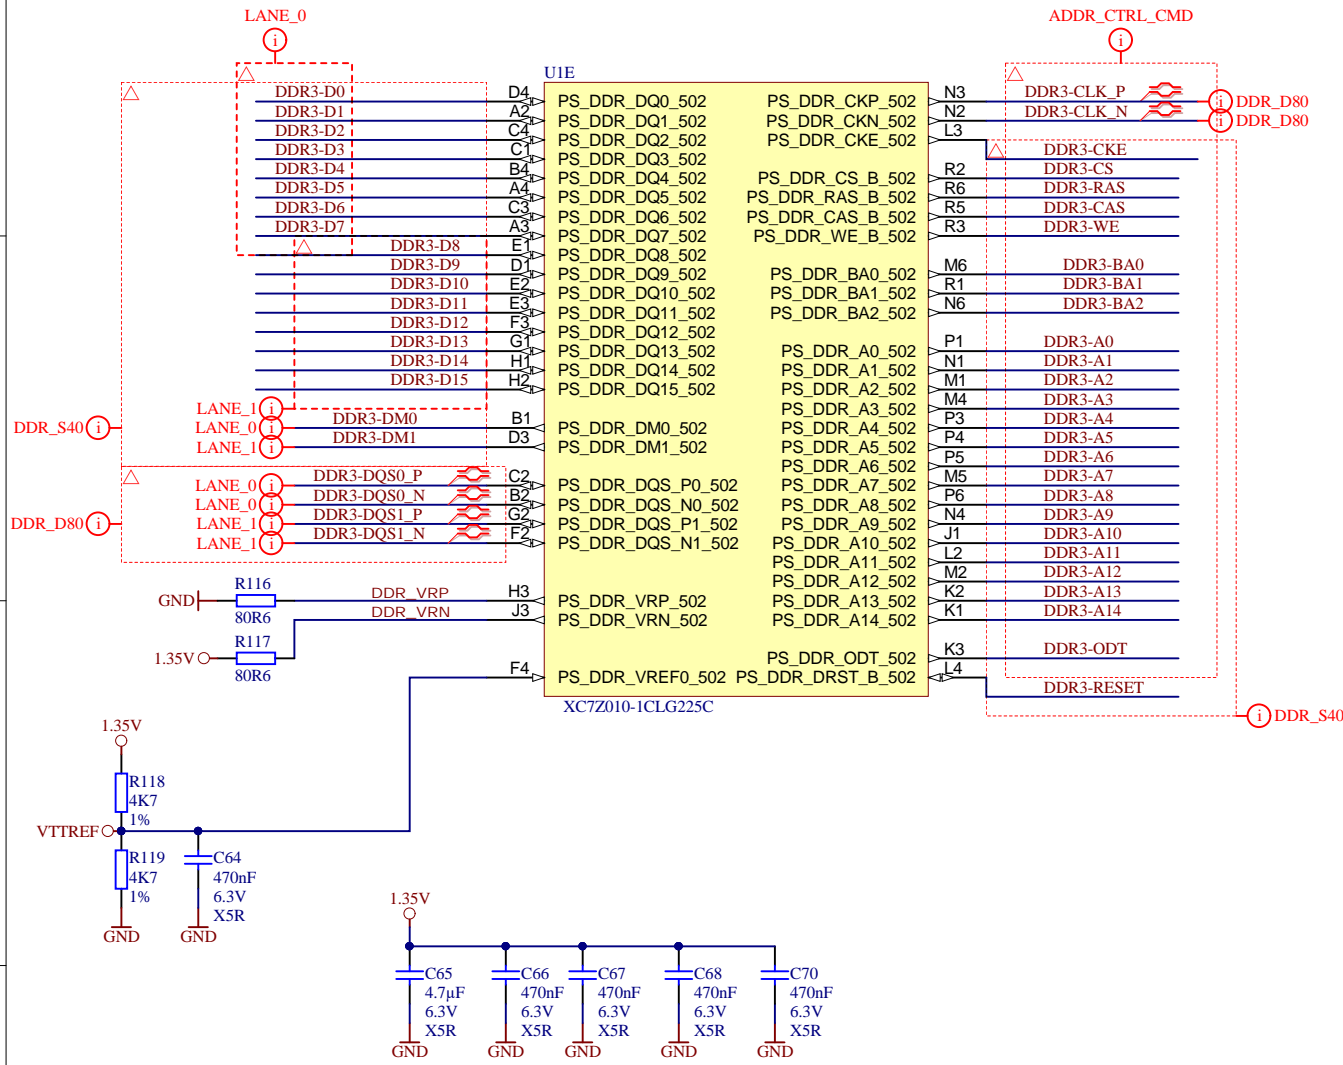 LANE_0
ADDR_CTRL_CMD
U1E
DDR3-D0 D4 PS_DDR_DQ0_502
DDR3-D1 A2 PS_DDR_DQ1_502
DDR3-D2 C4 PS_DDR_DQ2_502
DDR3-D3 C1 PS_DDR_DQ3_502
DDR3-D4 B4 PS_DDR_DQ4_502
DDR3-D5 A4 PS_DDR_DQ5_502
DDR3-D6 C3 PS_DDR_DQ6_502
DDR3-D7 A3 PS_DDR_DQ7_502
DDR3-D8 E1 PS_DDR_DQ8_502
DDR3-D9 D1 PS_DDR_DQ9_502
DDR3-D10 E2 PS_DDR_DQ10_502
DDR3-D11 E3 PS_DDR_DQ11_502
DDR3-D12 F3 PS_DDR_DQ12_502
DDR3-D13 G1 PS_DDR_DQ13_502
DDR3-D14 H1 PS_DDR_DQ14_502
DDR3-D15 H2 PS_DDR_DQ15_502
LANE_1 i
DDR_S40 i
LANE_0 i DDR3-DM0 B1 PS_DDR_DM0_502
LANE_1 i DDR3-DM1 D3 PS_DDR_DM1_502
LANE_0 i DDR3-DQS0_P C2 PS_DDR_DQS_P0_502
LANE_0 i DDR3-DQS0_N B2 PS_DDR_DQS_N0_502
DDR_D80 i
LANE_1 i DDR3-DQS1_P G2 PS_DDR_DQS_P1_502
LANE_1 i DDR3-DQS1_N F2 PS_DDR_DQS_N1_502
GND R116 80R6 DDR_VRP H3 PS_DDR_VRP_502
1.35V R117 80R6 DDR_VRN J3 PS_DDR_VRN_502
F4 PS_DDR_VREF0_502
PS_DDR_CKP_502 N3 DDR3-CLK_P i DDR_D80
PS_DDR_CKN_502 N2 DDR3-CLK_N i DDR_D80
PS_DDR_CKE_502 L3 DDR3-CKE
PS_DDR_CS_B_502 R2 DDR3-CS
PS_DDR_RAS_B_502 R6 DDR3-RAS
PS_DDR_CAS_B_502 R5 DDR3-CAS
PS_DDR_WE_B_502 R3 DDR3-WE
PS_DDR_BA0_502 M6 DDR3-BA0
PS_DDR_BA1_502 R1 DDR3-BA1
PS_DDR_BA2_502 N6 DDR3-BA2
PS_DDR_A0_502 P1 DDR3-A0
PS_DDR_A1_502 N1 DDR3-A1
PS_DDR_A2_502 M1 DDR3-A2
PS_DDR_A3_502 M4 DDR3-A3
PS_DDR_A4_502 P3 DDR3-A4
PS_DDR_A5_502 P4 DDR3-A5
PS_DDR_A6_502 P5 DDR3-A6
PS_DDR_A7_502 M5 DDR3-A7
PS_DDR_A8_502 P6 DDR3-A8
PS_DDR_A9_502 N4 DDR3-A9
PS_DDR_A10_502 J1 DDR3-A10
PS_DDR_A11_502 L2 DDR3-A11
PS_DDR_A12_502 M2 DDR3-A12
PS_DDR_A13_502 K2 DDR3-A13
PS_DDR_A14_502 K1 DDR3-A14
PS_DDR_ODT_502 K3 DDR3-ODT
PS_DDR_DRST_B_502 L4 DDR3-RESET
i DDR_S40
XC7Z010-1CLG225C
1.35V
R118
4K7
1%
VTTREF
R119
4K7
1%
GND
C64
470nF
6.3V
X5R
GND
1.35V
C65 C66 C67 C68 C70
4.7µF 470nF 470nF 470nF 470nF
6.3V 6.3V 6.3V 6.3V 6.3V
X5R X5R X5R X5R X5R
GND GND GND GND GND